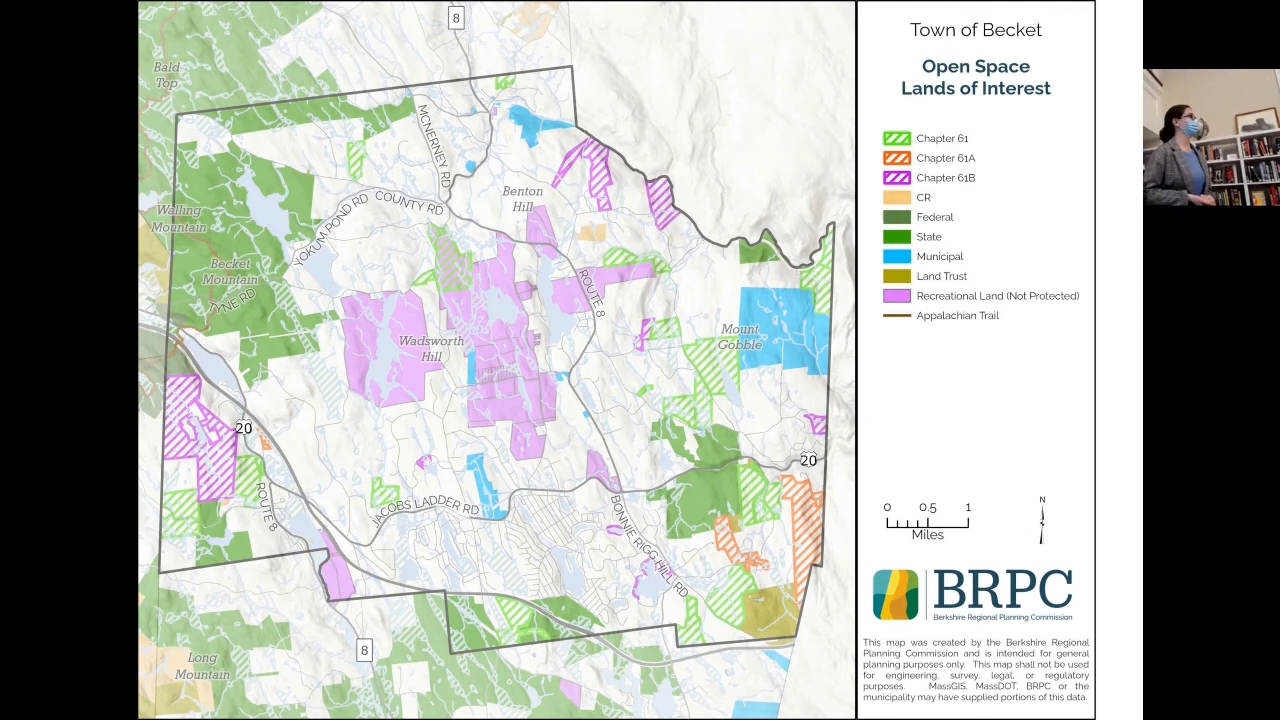 8
Bald
Top
MCNERNEY RD
Benton
Hill
COUNTY RD
YOKUM POND RD
Walling
Mountain
Becket
Mountain
TYNE RD
ROUTE 8
Wadsworth
Hill
Mount
Gobble
20
20
ROUTE 8
JACOBS LADDER RD
BONNIE RIGG HILL RD
8
Long
Mountain
Town of Becket
Open Space
Lands of Interest
Chapter 61
Chapter 61A
Chapter 61B
CR
Federal
State
Municipal
Land Trust
Recreational Land (Not Protected)
Appalachian Trail
0 0.5 1
Miles
N
BRPC
Berkshire Regional Planning Commission
This map was created by the Berkshire Regional
Planning Commission and is intended for general
planning purposes only. This map shall not be used
for engineering, survey, legal, or regulatory
purposes. MassGIS, MassDOT, BRPC or the
municipality may have supplied portions of this data.